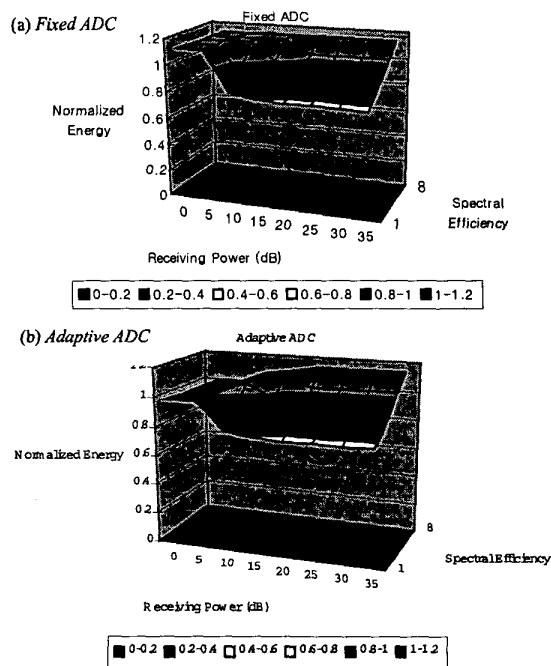 (a) Fixed ADC
Fixed ADC
1.2
1
0.8
0.6
0.4
0.2
0
Normalized
Energy
0 5 10 15 20 25 30 35
Receiving Power (dB)
8
1
Spectral
Efficiency
0-0.2 0.2-0.4 0.4-0.6 0.6-0.8 0.8-1 1-1.2
(b) Adaptive ADC
Adaptive ADC
1.
0.8
0.6
0.4
0.2
0
Normalized Energy
0 5 10 15 20 25 30 35
Receiving Power (dB)
8
1
Spectral Efficiency
0-0.2 0.2-0.4 0.4-0.6 0.6-0.8 0.8-1 1-1.2